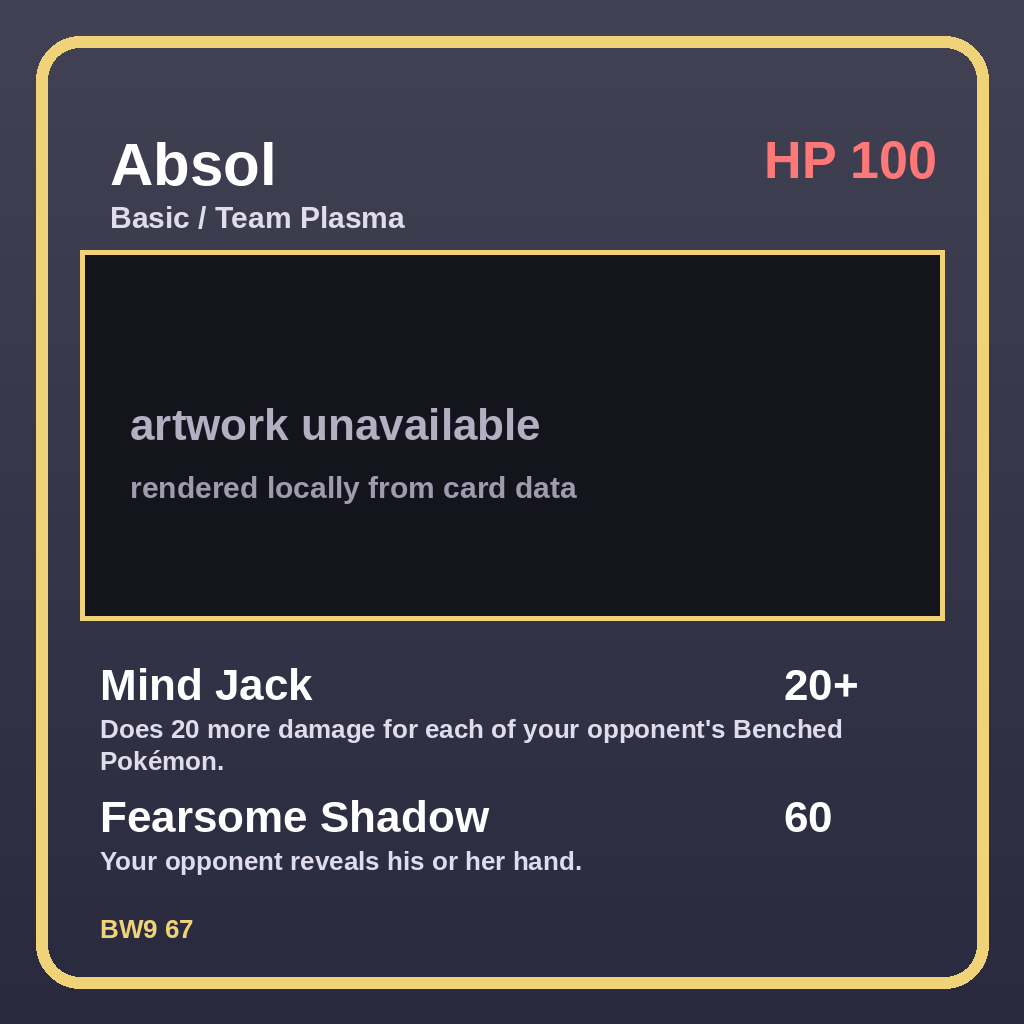 Absol
HP 100
Basic / Team Plasma
artwork unavailable
rendered locally from card data
Mind Jack
20+
Does 20 more damage for each of your opponent's Benched
Pokémon.
Fearsome Shadow
60
Your opponent reveals his or her hand.
BW9 67